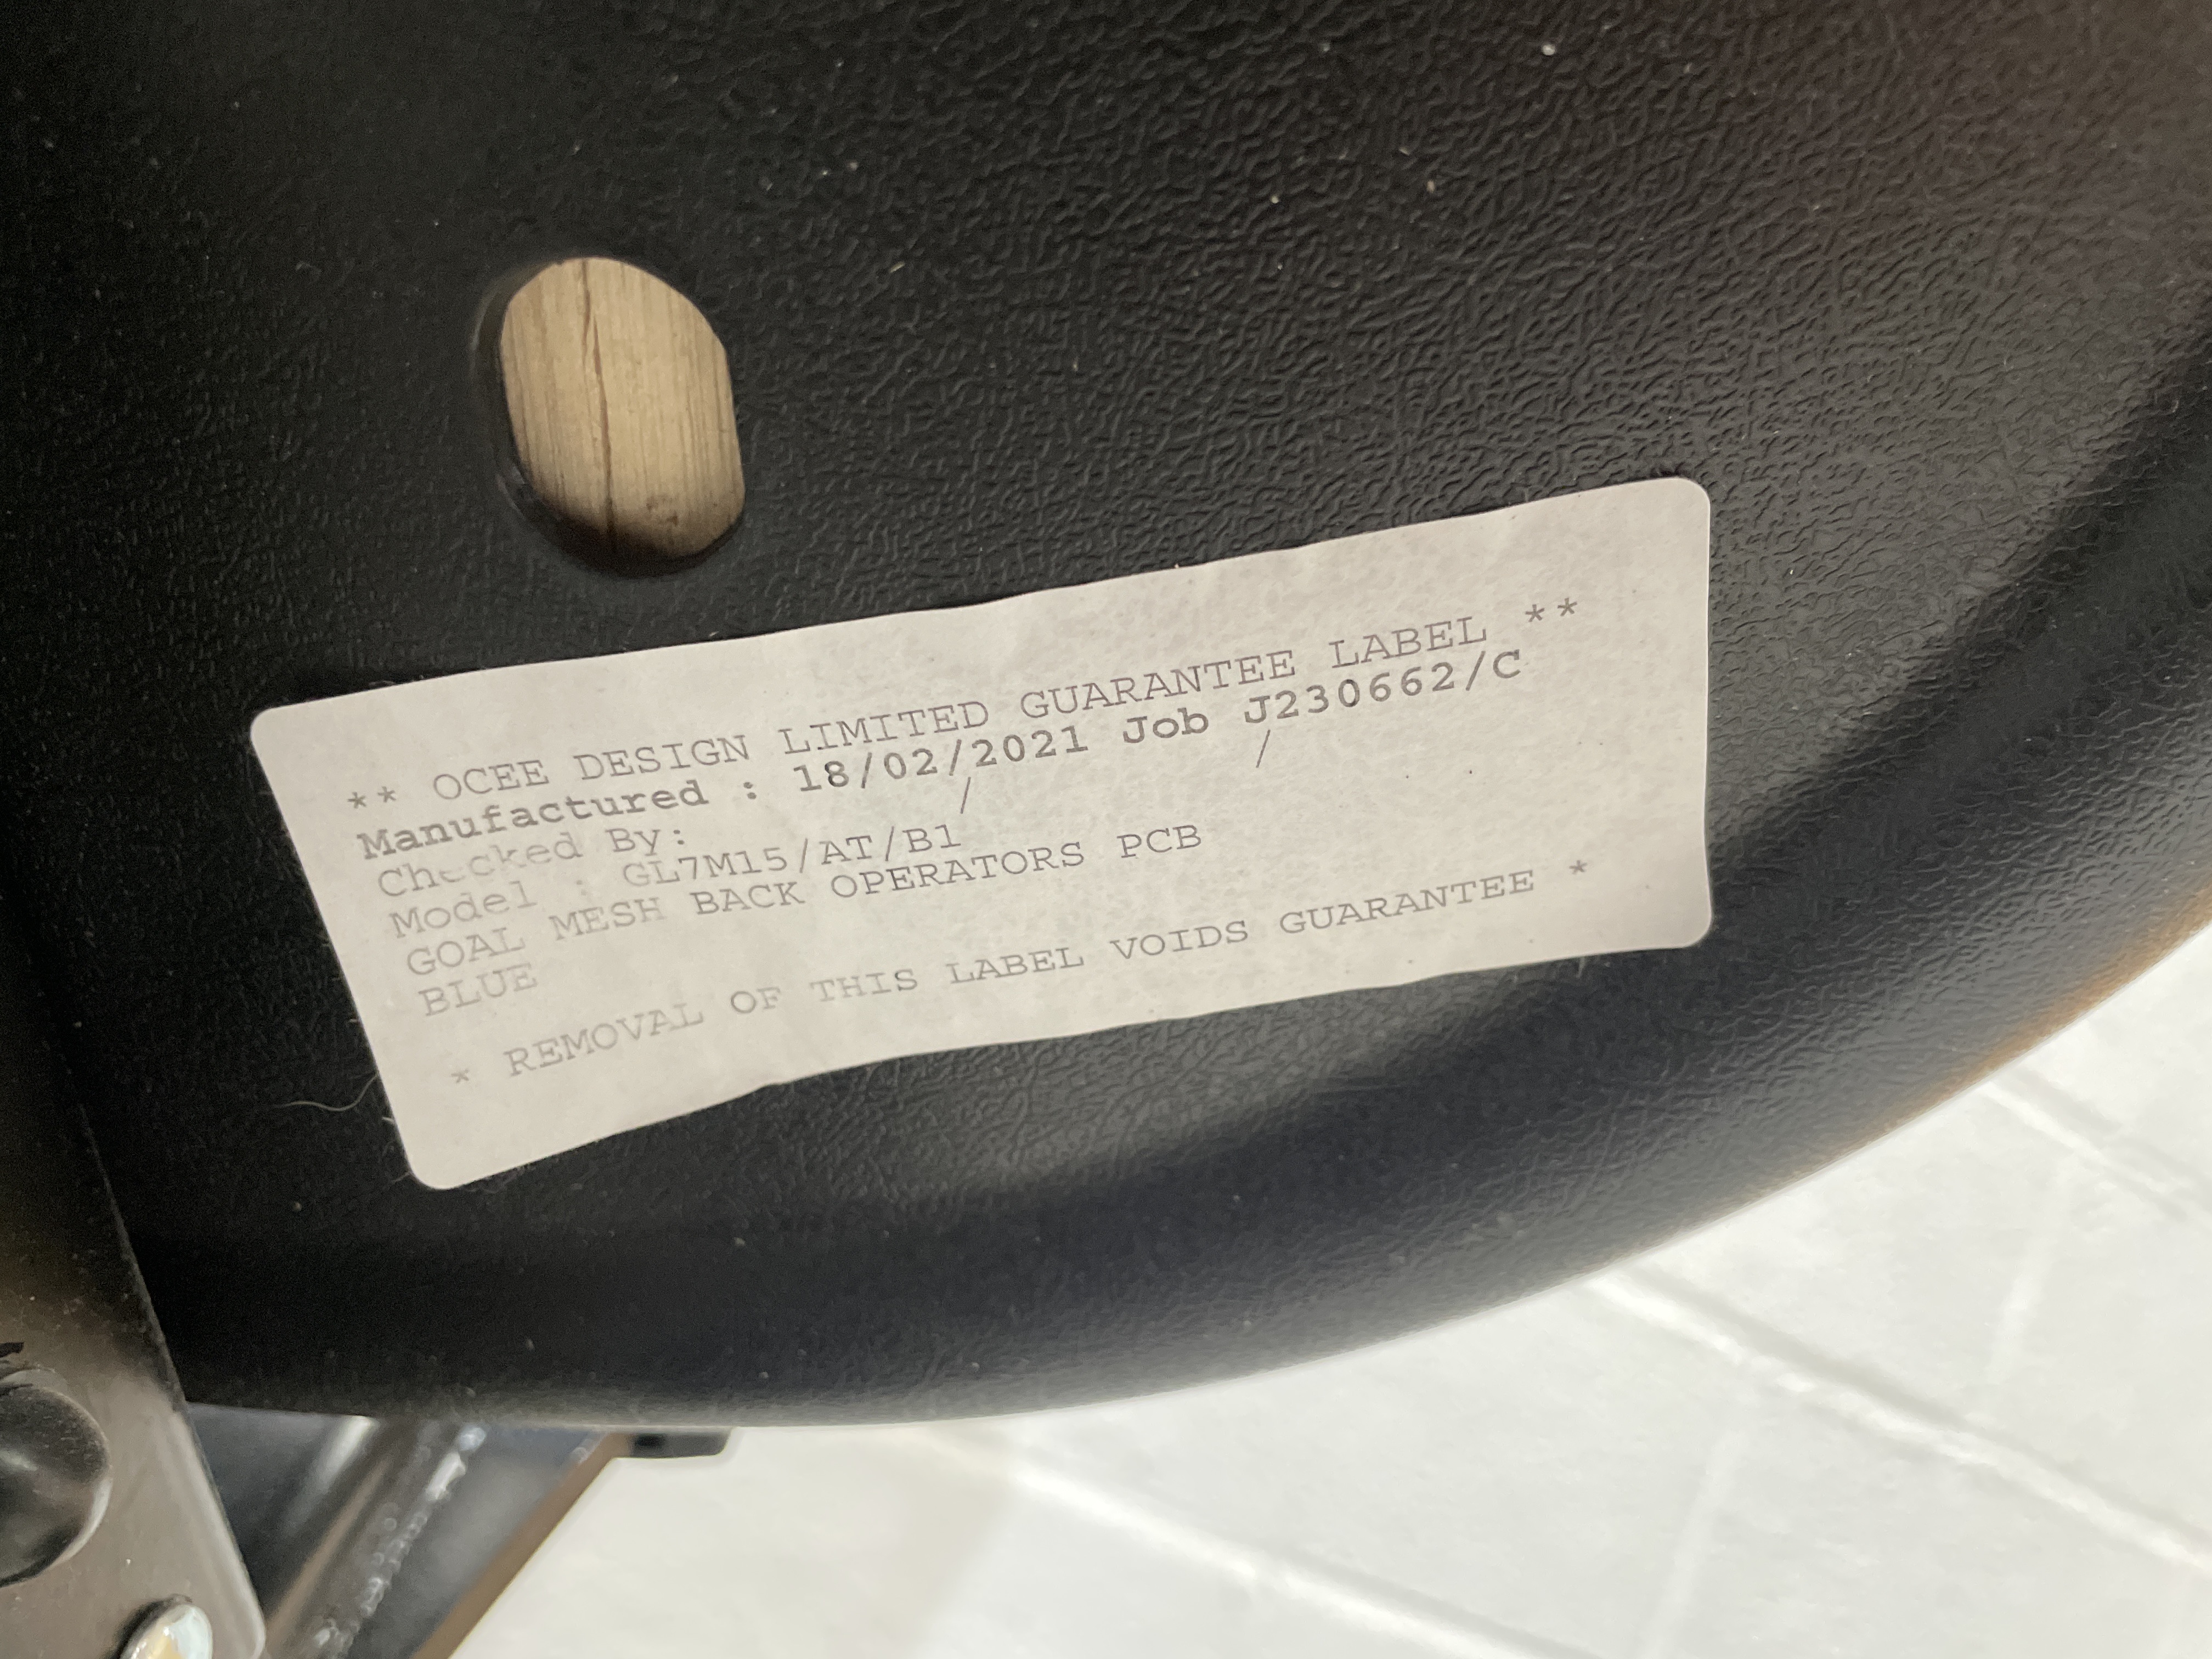 ** OCEE DESIGN LIMITED GUARANTEE LABEL **
Manufactured : 18/02/2021 Job J230662/C
Checked By: / /
Model : GL7M15/AT/B1
GOAL MESH BACK OPERATORS PCB
BLUE
* REMOVAL OF THIS LABEL VOIDS GUARANTEE *